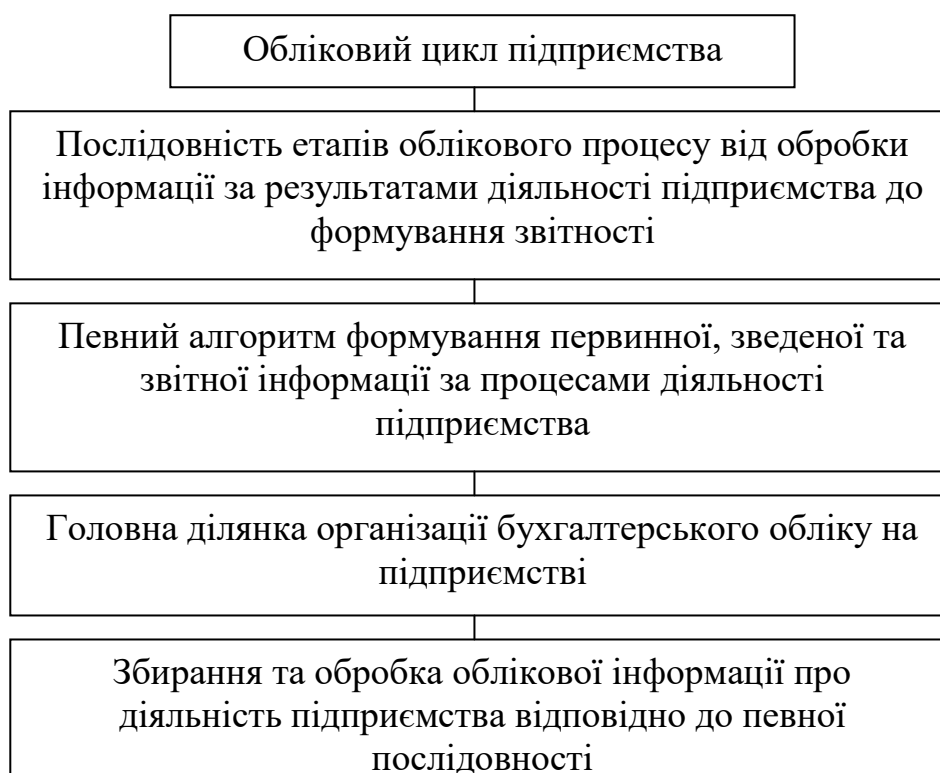 Обліковий цикл підприємства
Послідовність етапів облікового процесу від обробки
інформації за результатами діяльності підприємства до
формування звітності
Певний алгоритм формування первинної, зведеної та
звітної інформації за процесами діяльності
підприємства
Головна ділянка організації бухгалтерського обліку на
підприємстві
Збирання та обробка облікової інформації про
діяльність підприємства відповідно до певної
послідовності